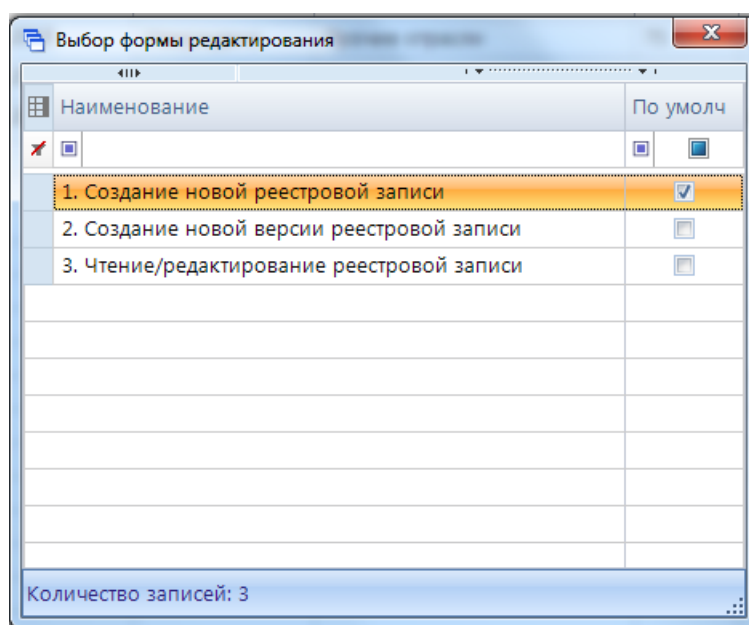 Выбор формы редактирования
Наименование
По умолч
1. Создание новой реестровой записи
2. Создание новой версии реестровой записи
3. Чтение/редактирование реестровой записи
Количество записей: 3